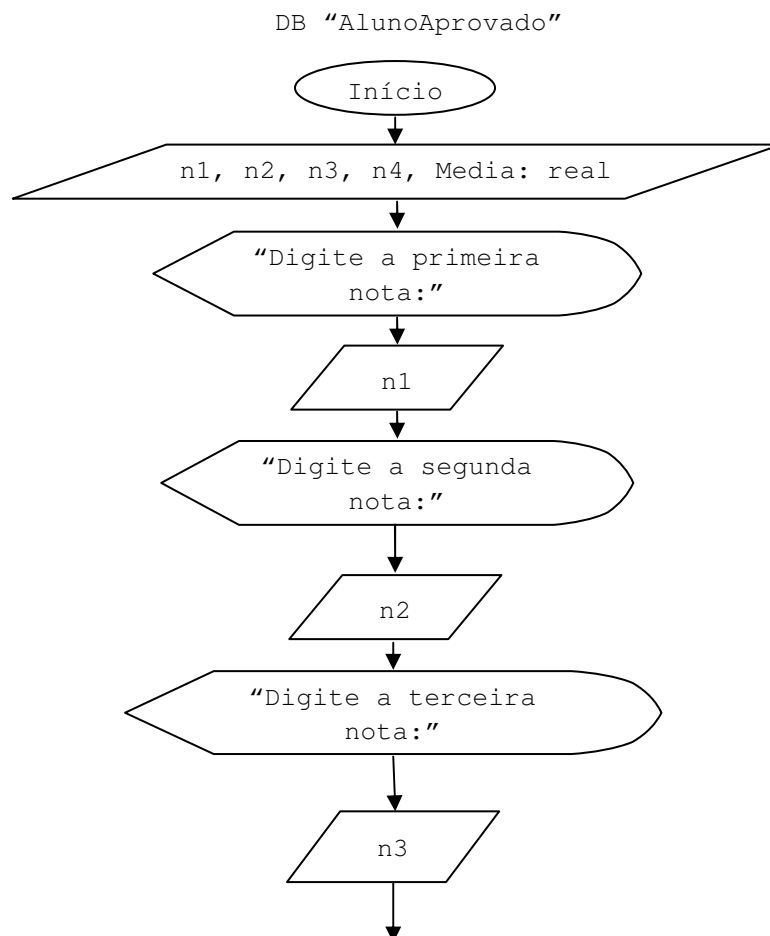 DB “AlunoAprovado”
Início
n1, n2, n3, n4, Media: real
“Digite a primeira
nota:”
n1
“Digite a segunda
nota:”
n2
“Digite a terceira
nota:”
n3